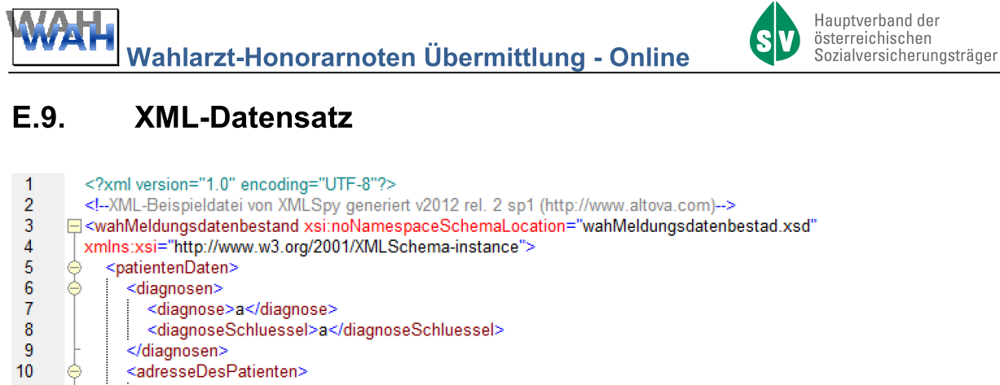 WAH
Wahlarzt-Honorarnoten Übermittlung - Online
SV
Hauptverband der
österreichischen
Sozialversicherungsträger
E.9. XML-Datensatz
1 <?xml version="1.0" encoding="UTF-8"?>
2 <!--XML-Beispieldatei von XMLSpy generiert v2012 rel. 2 sp1 (http://www.altova.com)-->
3 <wahMeldungsdatenbestand xsi:noNamespaceSchemaLocation="wahMeldungsdatenbestad.xsd"
4 xmlns:xsi="http://www.w3.org/2001/XMLSchema-instance">
5 <patientenDaten>
6 <diagnosen>
7 <diagnose>a</diagnose>
8 <diagnoseSchluessel>a</diagnoseSchluessel>
9 </diagnosen>
10 <adresseDesPatienten>